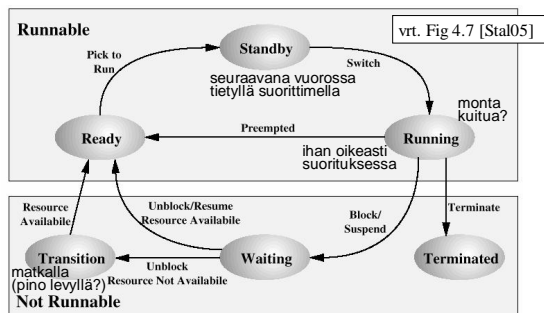 Runnable
vrt. Fig 4.7 [Stal05]
Pick to
Run
Standby
Switch
seuraavana vuorossa
tietyllä suorittimella
monta
kuitua?
Ready
Preempted
Running
ihan oikeasti
suorituksessa
Resource
Availabile
Unblock/Resume
Resource Availabile
Block/
Suspend
Terminate
Transition
matkalla
(pino levyllä?)
Unblock
Resource Not Availabile
Waiting
Terminated
Not Runnable